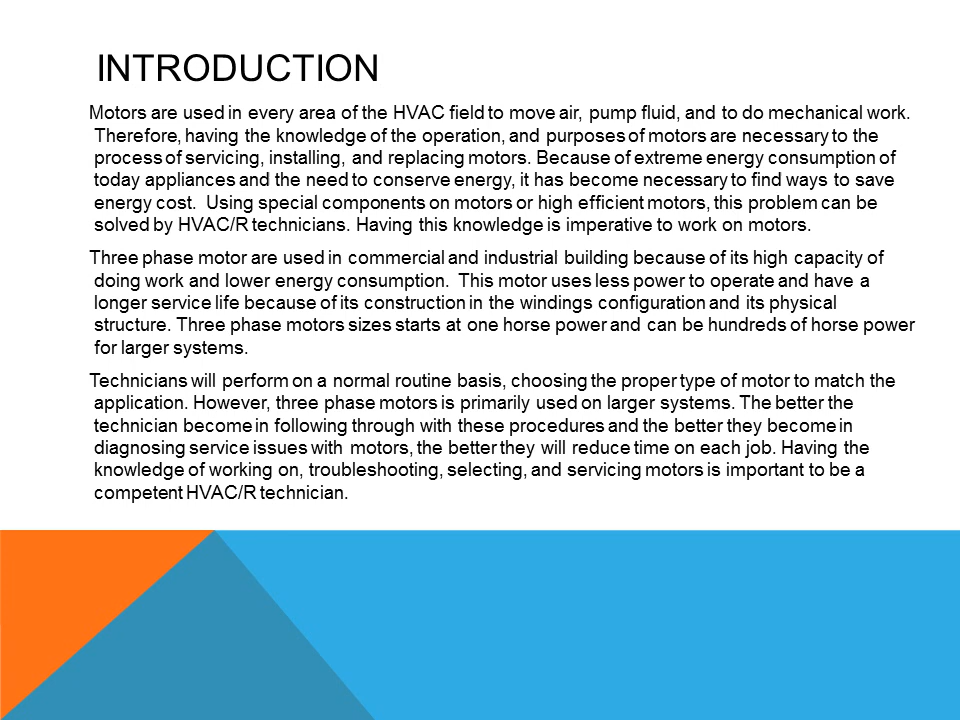 INTRODUCTION
Motors are used in every area of the HVAC field to move air, pump fluid, and to do mechanical work.
Therefore, having the knowledge of the operation, and purposes of motors are necessary to the
process of servicing, installing, and replacing motors. Because of extreme energy consumption of
today appliances and the need to conserve energy, it has become necessary to find ways to save
energy cost.  Using special components on motors or high efficient motors, this problem can be
solved by HVAC/R technicians. Having this knowledge is imperative to work on motors.
Three phase motor are used in commercial and industrial building because of its high capacity of
doing work and lower energy consumption.  This motor uses less power to operate and have a
longer service life because of its construction in the windings configuration and its physical
structure. Three phase motors sizes starts at one horse power and can be hundreds of horse power
for larger systems.
Technicians will perform on a normal routine basis, choosing the proper type of motor to match the
application. However, three phase motors is primarily used on larger systems. The better the
technician become in following through with these procedures and the better they become in
diagnosing service issues with motors, the better they will reduce time on each job. Having the
knowledge of working on, troubleshooting, selecting, and servicing motors is important to be a
competent HVAC/R technician.